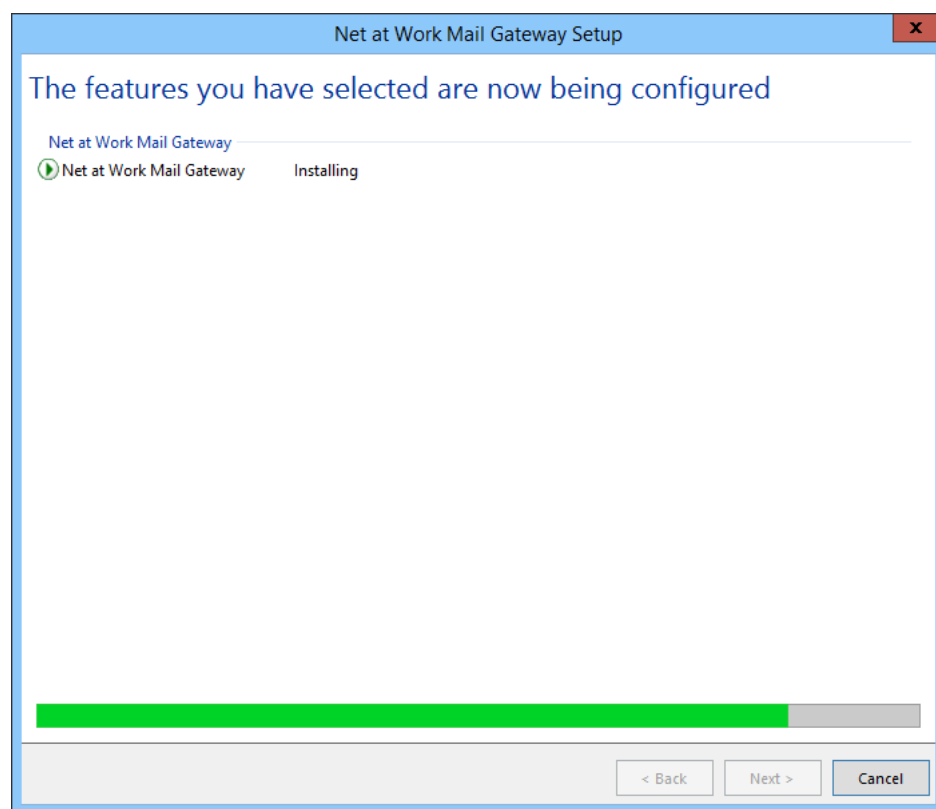 Net at Work Mail Gateway Setup
x
The features you have selected are now being configured
Net at Work Mail Gateway
Net at Work Mail Gateway Installing
< Back Next > Cancel